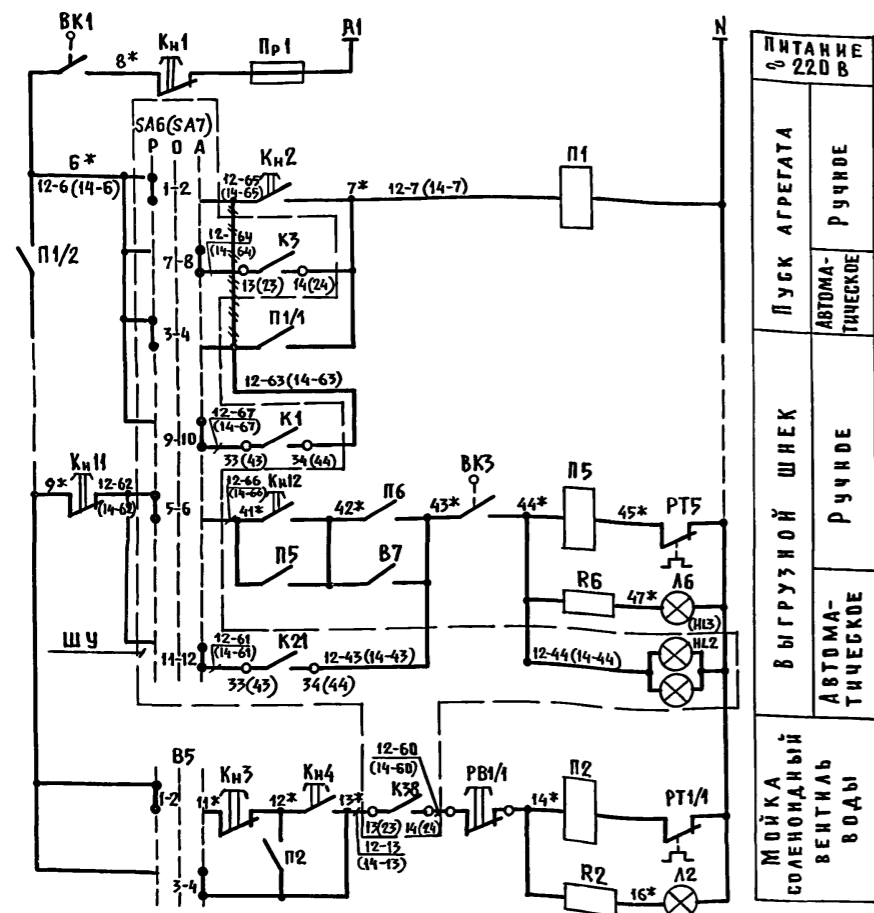 ВК1
8*
Кн1
Пр1
А1
N
ПИТАНИЕ
~ 220 В
SA6(SA7)
Р О А
6*
12-6(14-6)
1-2
12-65
(14-65)
Кн2
7*
12-7(14-7)
П1
ПУСК АГРЕГАТА
РУЧНОЕ
П1/2
7-8
12-64
(14-64)
К3
13(23)
14(24)
АВТОМА-
ТИЧЕСКОЕ
3-4
П1/1
12-63(14-63)
9-10
12-67
(14-67)
К1
33(43)
34(44)
ВЫГРУЗНОЙ ШНЕК
РУЧНОЕ
9*
Кн11
12-62
(14-62)
5-6
12-66
(14-66)
41*
Кн12
42*
П6
43*
ВК3
44*
П5
45*
РТ5
П5
В7
R6
47*
Л6
(HL3)
HL2
АВТОМА-
ТИЧЕСКОЕ
ШУ
11-12
12-61
(14-61)
К21
33(43)
34(44)
12-43(14-43)
12-44(14-44)
В5
1-2
11*
Кн3
12*
Кн4
13*
12-60
(14-60)
К38
13(23)
14(24)
12-13
(14-13)
РВ1/1
14*
П2
РТ1/1
П2
3-4
R2
16*
Л2
МОЙКА
СОЛЕНОИДНЫЙ
ВЕНТИЛЬ
ВОДЫ